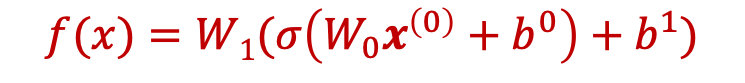 f(x) = W₁(σ(W₀x⁽⁰⁾ + b⁰) + b¹)